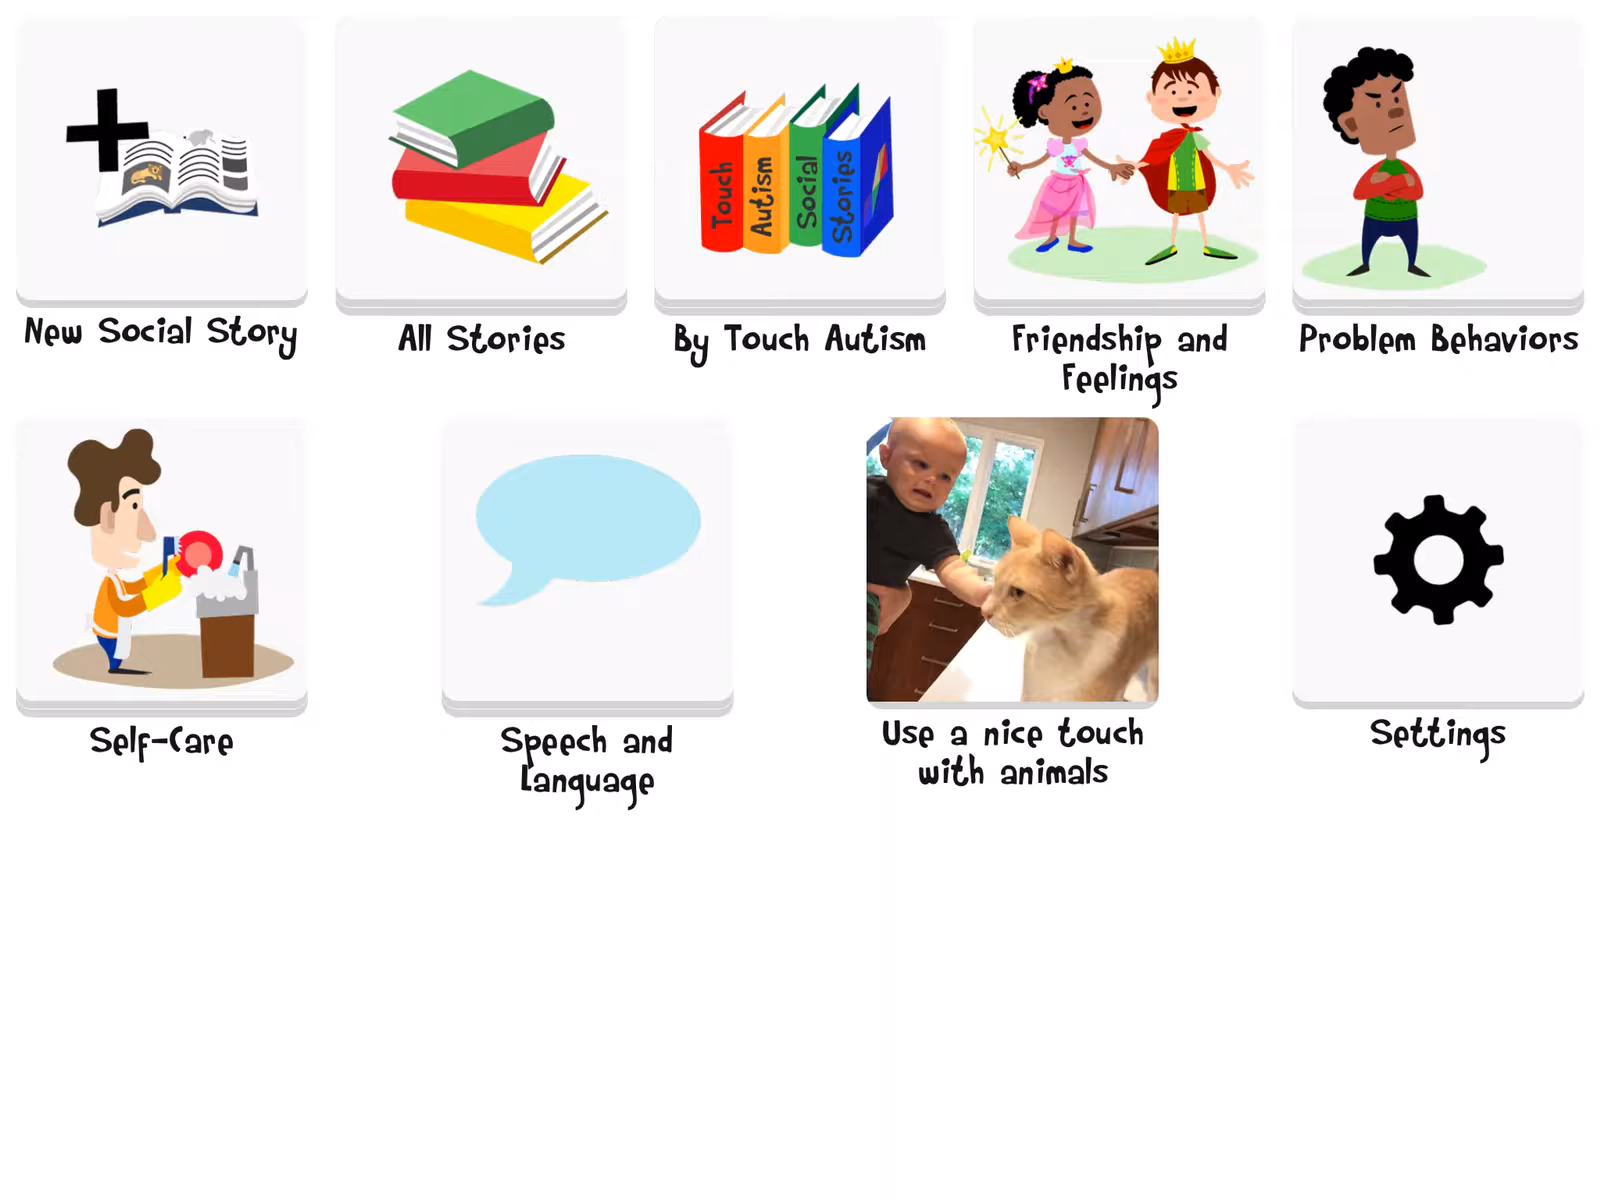 Touch
Autism
Social
Stories
New Social Story
All Stories
By Touch Autism
Friendship and
Feelings
Problem Behaviors
Self-Care
Speech and
Language
Use a nice touch
with animals
Settings